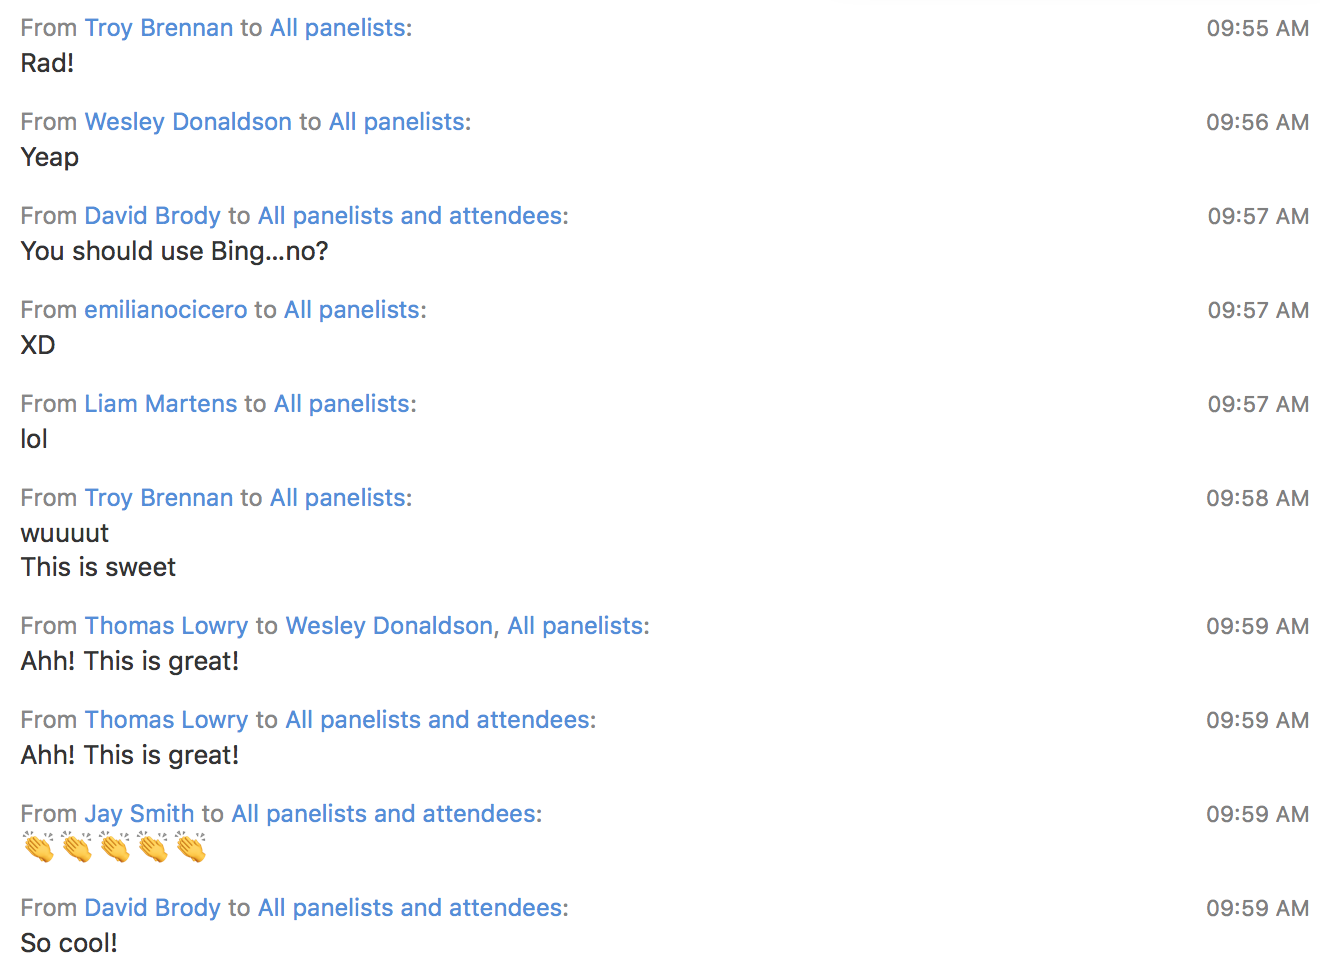 From Troy Brennan to All panelists: 09:55 AM
Rad!
From Wesley Donaldson to All panelists: 09:56 AM
Yeap
From David Brody to All panelists and attendees: 09:57 AM
You should use Bing...no?
From emilianocicero to All panelists: 09:57 AM
XD
From Liam Martens to All panelists: 09:57 AM
lol
From Troy Brennan to All panelists: 09:58 AM
wuuuut
This is sweet
From Thomas Lowry to Wesley Donaldson, All panelists: 09:59 AM
Ahh! This is great!
From Thomas Lowry to All panelists and attendees: 09:59 AM
Ahh! This is great!
From Jay Smith to All panelists and attendees: 09:59 AM
👏👏👏👏👏
From David Brody to All panelists and attendees: 09:59 AM
So cool!